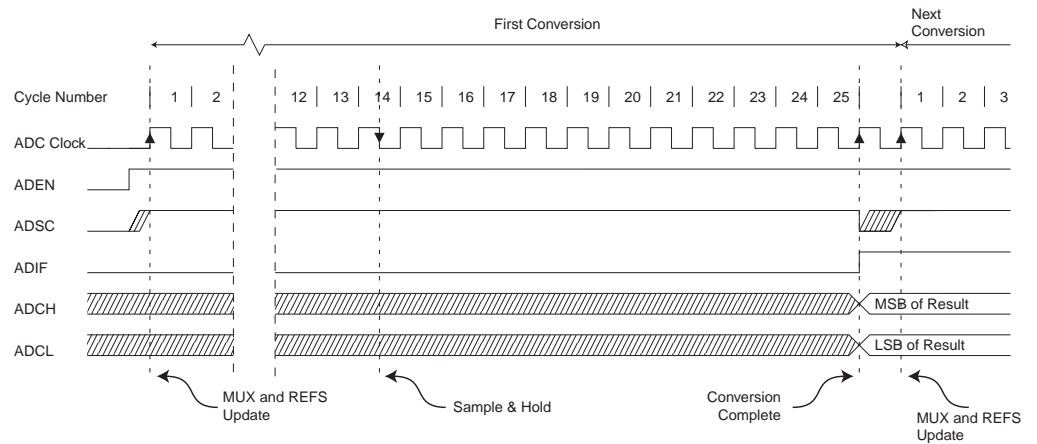 First Conversion
Next
Conversion
Cycle Number 1 2 12 13 14 15 16 17 18 19 20 21 22 23 24 25 1 2 3
ADC Clock
ADEN
ADSC
ADIF
ADCH MSB of Result
ADCL LSB of Result
MUX and REFS
Update
Sample & Hold
Conversion
Complete
MUX and REFS
Update